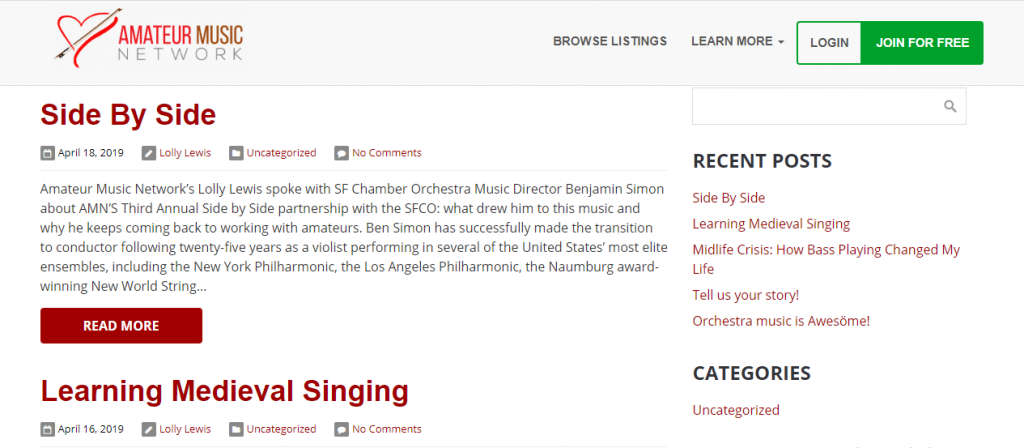 AMATEUR MUSIC
NETWORK
BROWSE LISTINGS
LEARN MORE
LOGIN
JOIN FOR FREE
Side By Side
April 18, 2019 Lolly Lewis Uncategorized No Comments
Amateur Music Network’s Lolly Lewis spoke with SF Chamber Orchestra Music Director Benjamin Simon
about AMN’S Third Annual Side by Side partnership with the SFCO: what drew him to this music and
why he keeps coming back to working with amateurs. Ben Simon has successfully made the transition
to conductor following twenty-five years as a violist performing in several of the United States’ most elite
ensembles, including the New York Philharmonic, the Los Angeles Philharmonic, the Naumburg award-
winning New World String...
READ MORE
Learning Medieval Singing
April 16, 2019 Lolly Lewis Uncategorized No Comments
RECENT POSTS
Side By Side
Learning Medieval Singing
Midlife Crisis: How Bass Playing Changed My
Life
Tell us your story!
Orchestra music is Awesöme!
CATEGORIES
Uncategorized